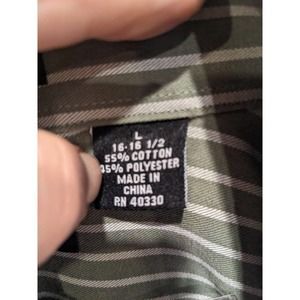 L
16-16 1/2
55% COTTON
45% POLYESTER
MADE IN
CHINA
RN 40330